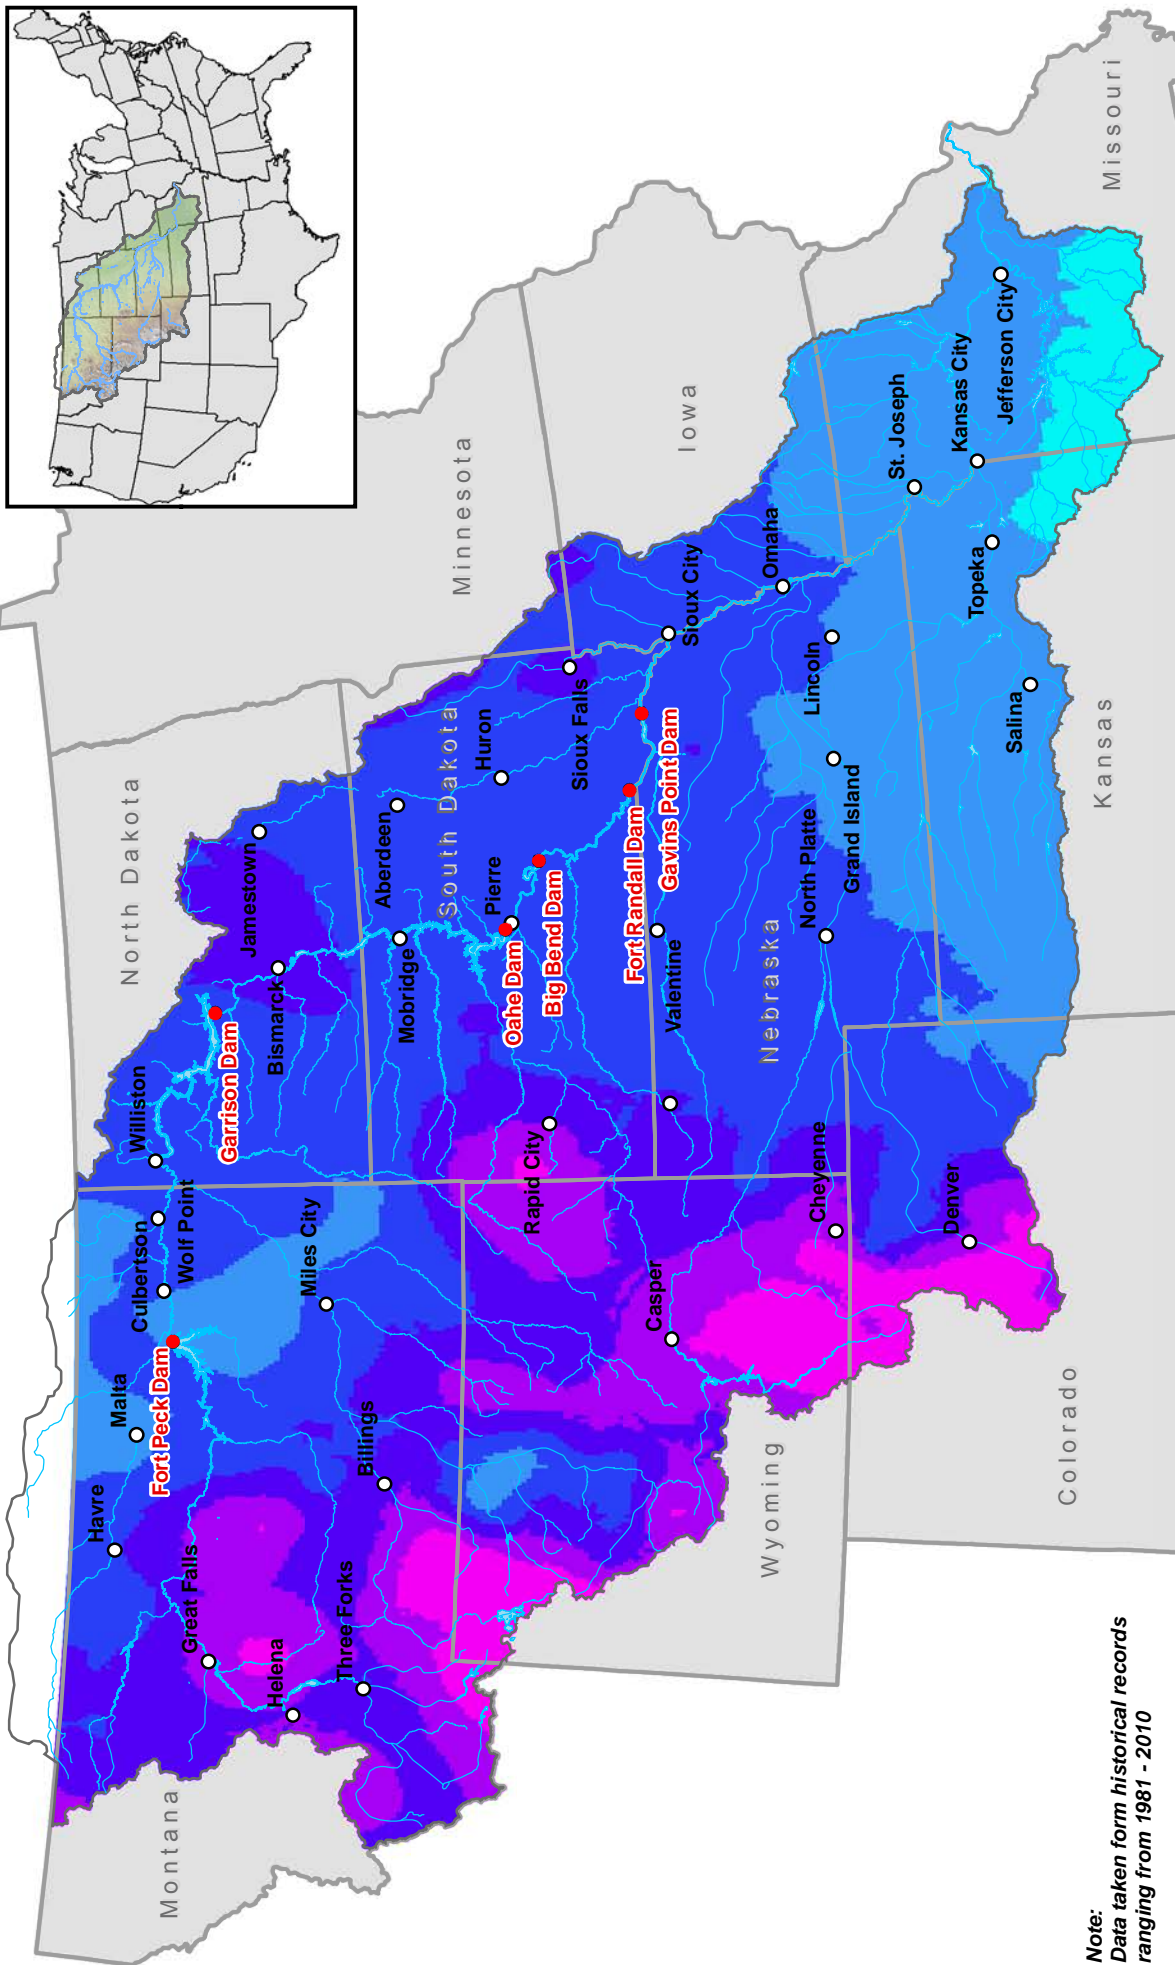 Montana
North Dakota
Minnesota
South Dakota
Iowa
Wyoming
Nebraska
Colorado
Kansas
Missouri
Havre
Malta
Culbertson
Wolf Point
Williston
Fort Peck Dam
Great Falls
Helena
Three Forks
Billings
Miles City
Garrison Dam
Bismarck
Jamestown
Mobridge
Aberdeen
Huron
Pierre
Oahe Dam
Big Bend Dam
Rapid City
Sioux Falls
Fort Randall Dam
Gavins Point Dam
Sioux City
Valentine
Casper
Omaha
Lincoln
Grand Island
North Platte
Cheyenne
Denver
St. Joseph
Kansas City
Topeka
Jefferson City
Salina
Note:
Data taken form historical records
ranging from 1981 - 2010